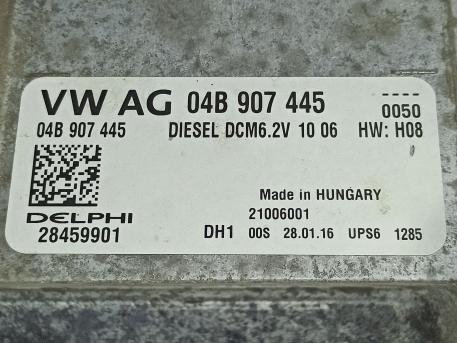 VW AG 04B 907 445 0050
04B 907 445 DIESEL DCM6.2V 10 06 HW: H08
Made in HUNGARY
DELPHI 21006001
28459901 DH1 00S 28.01.16 UPS6 1285